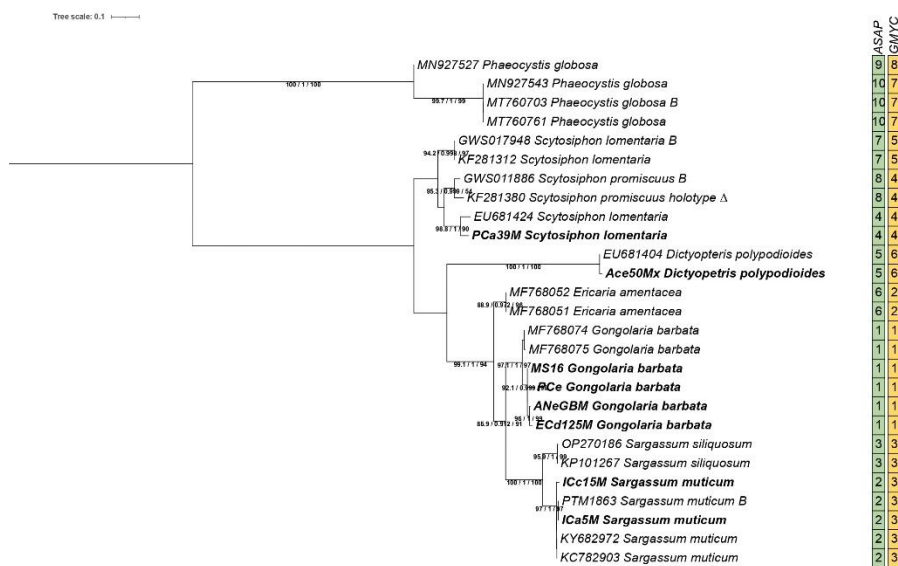 Tree scale: 0.1
ASAP GMYC
MN927527 Phaeocystis globosa 9 8
100 / 1 / 100
MN927543 Phaeocystis globosa 10 7
99.7 / 1 / 99
MT760703 Phaeocystis globosa B 10 7
MT760761 Phaeocystis globosa 10 7
GWS017948 Scytosiphon lomentaria B 7 5
94.2 / 0.998 / 97
KF281312 Scytosiphon lomentaria 7 5
GWS011886 Scytosiphon promiscuus B 8 4
KF281380 Scytosiphon promiscuus holotype Δ 8 4
EU681424 Scytosiphon lomentaria 4 4
PCa39M Scytosiphon lomentaria 4 4
EU681404 Dictyopteris polypodioides 5 6
100 / 1 / 100
Ace50Mx Dictyopetris polypodioides 5 6
MF768052 Ericaria amentacea 6 2
MF768051 Ericaria amentacea 6 2
MF768074 Gongolaria barbata 1 1
MF768075 Gongolaria barbata 1 1
99.1 / 1 / 94
97.1 / 1 / 97
MS16 Gongolaria barbata 1 1
PCe Gongolaria barbata 1 1
ANeGBM Gongolaria barbata 1 1
ECd125M Gongolaria barbata 1 1
OP270186 Sargassum siliquosum 3 3
KP101267 Sargassum siliquosum 3 3
100 / 1 / 100
ICc15M Sargassum muticum 2 3
PTM1863 Sargassum muticum B 2 3
97 / 1 / 97
ICa5M Sargassum muticum 2 3
KY682972 Sargassum muticum 2 3
KC782903 Sargassum muticum 2 3